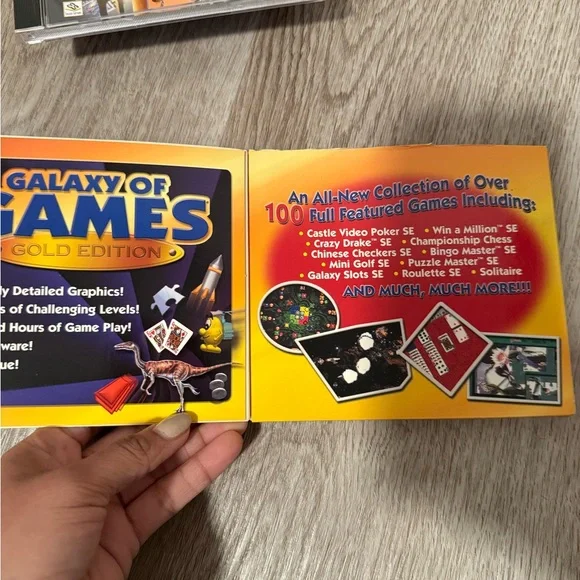 GALAXY OF
GAMES
GOLD EDITION
ly Detailed Graphics!
s of Challenging Levels!
d Hours of Game Play!
ware!
ue!
An All-New Collection of Over
100 Full Featured Games Including:
• Castle Video Poker SE • Win a Million™ SE
• Crazy Drake™ SE • Championship Chess
• Chinese Checkers SE • Bingo Master™ SE
• Mini Golf SE • Puzzle Master™ SE
• Galaxy Slots SE • Roulette SE • Solitaire
AND MUCH, MUCH MORE!!!